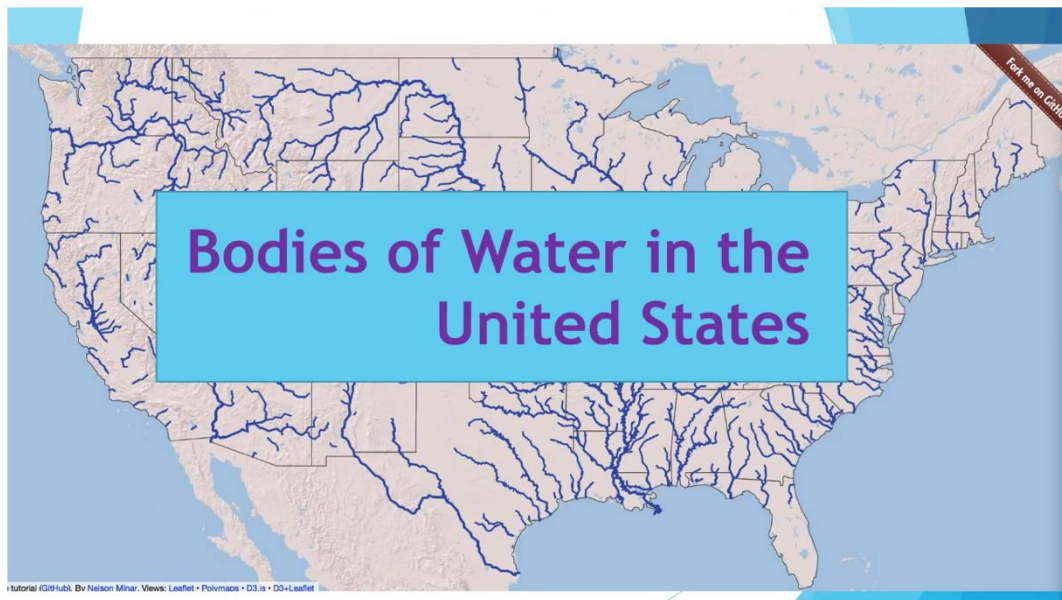 Fork me on GitH
Bodies of Water in the
United States
tutorial (GitHub). By Nelson Minar. Views: Leaflet • Polymaps • D3.js • D3+Leaflet